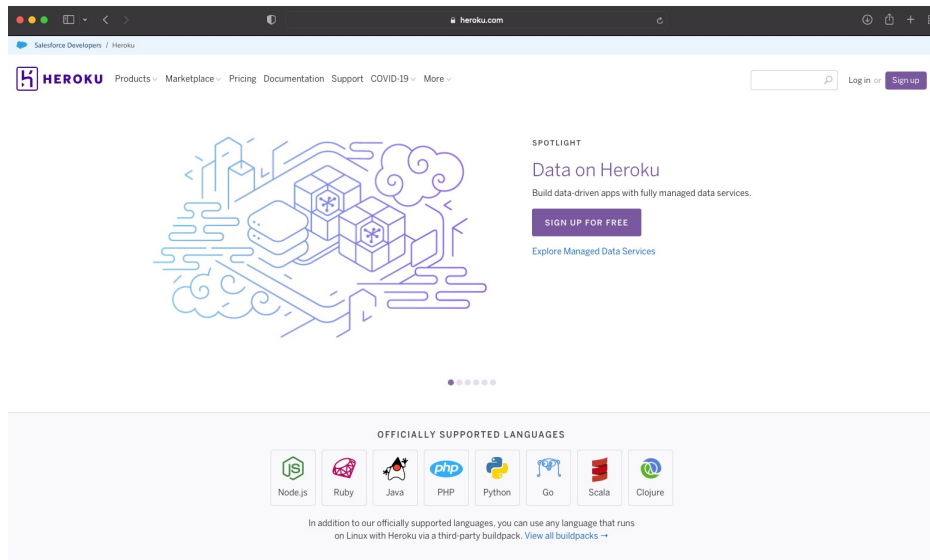 heroku.com
Salesforce Developers / Heroku
HEROKU Products Marketplace Pricing Documentation Support COVID-19 More Log in or Sign up
SPOTLIGHT
Data on Heroku
Build data-driven apps with fully managed data services.
SIGN UP FOR FREE
Explore Managed Data Services
OFFICIALLY SUPPORTED LANGUAGES
JS php
Node.js Ruby Java PHP Python Go Scala Clojure
In addition to our officially supported languages, you can use any language that runs
on Linux with Heroku via a third-party buildpack. View all buildpacks →